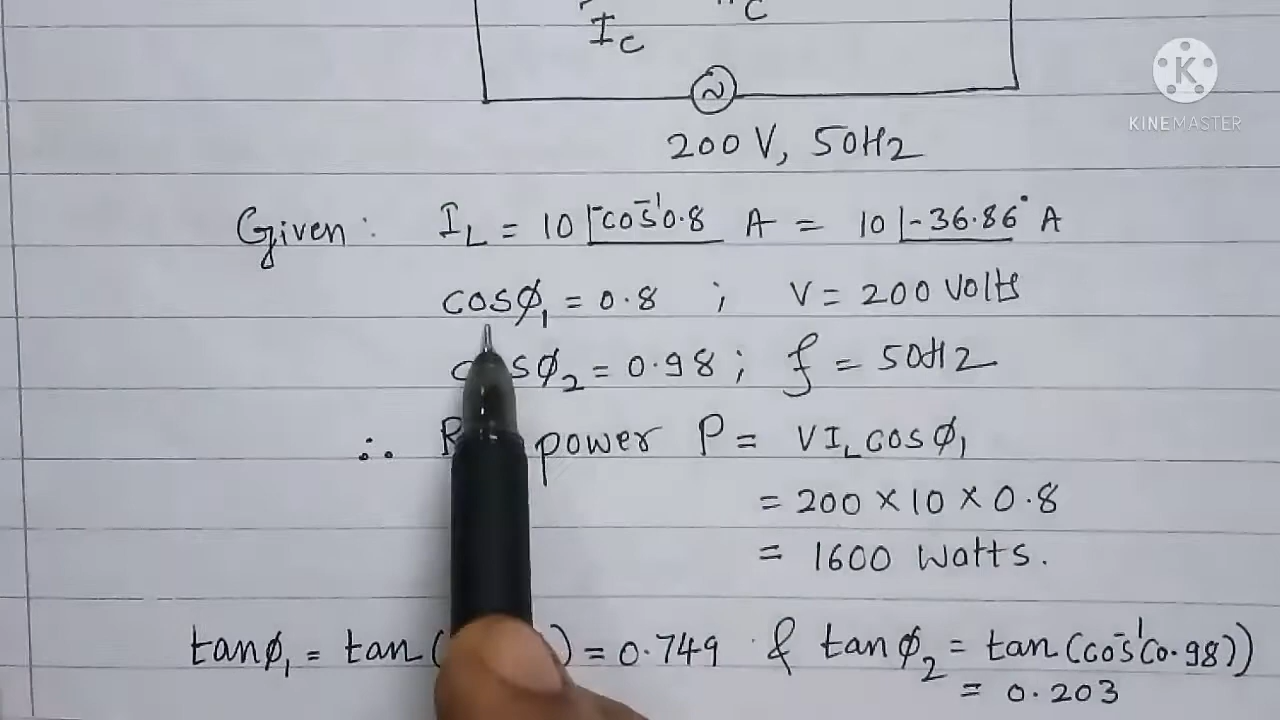 I_C
C
200 V, 50Hz
K
KINEMASTER
Given: I_L = 10 ∠-cos⁻¹0.8 A = 10 ∠-36.86° A
cosϕ₁ = 0.8 ; V = 200 Volts
cosϕ₂ = 0.98 ; f = 50Hz
∴ power P = VI_L cosϕ₁
= 200 × 10 × 0.8
= 1600 Watts.
tanϕ₁ = tan( ) = 0.749 & tanϕ₂ = tan(cos⁻¹(0.98))
= 0.203